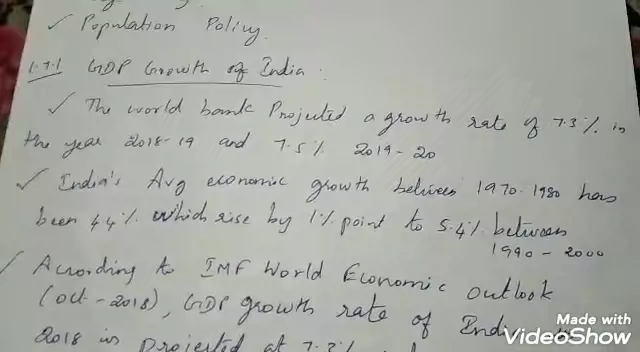 ✓ Population Policy.
1.7.1 GDP Growth of India :
✓ The world bank Projected a growth rate of 7.3% in
the year 2018-19 and 7.5% 2019-20
✓ India's Avg economic growth between 1970-1980 has
been 4.4% which rise by 1% point to 5.4% between
1990-2000
✓ According to IMF World Economic outlook
(oct-2018), GDP growth rate of India in
2018 is projected at 7.3%
Made with
VideoShow